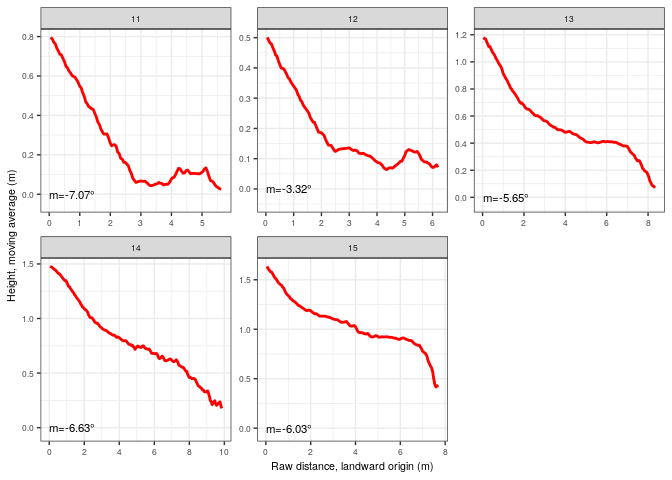 11
12
13
0.8
0.6
0.4
0.2
0.0
m=-7.07°
0 1 2 3 4 5
0.5
0.4
0.3
0.2
0.1
0.0
m=-3.32°
0 1 2 3 4 5 6
1.2
1.0
0.8
0.6
0.4
0.2
0.0
m=-5.65°
0 2 4 6 8
Height, moving average (m)
14
15
1.5
1.0
0.5
0.0
m=-6.63°
0 2 4 6 8 10
1.5
1.0
0.5
0.0
m=-6.03°
0 2 4 6 8
Raw distance, landward origin (m)